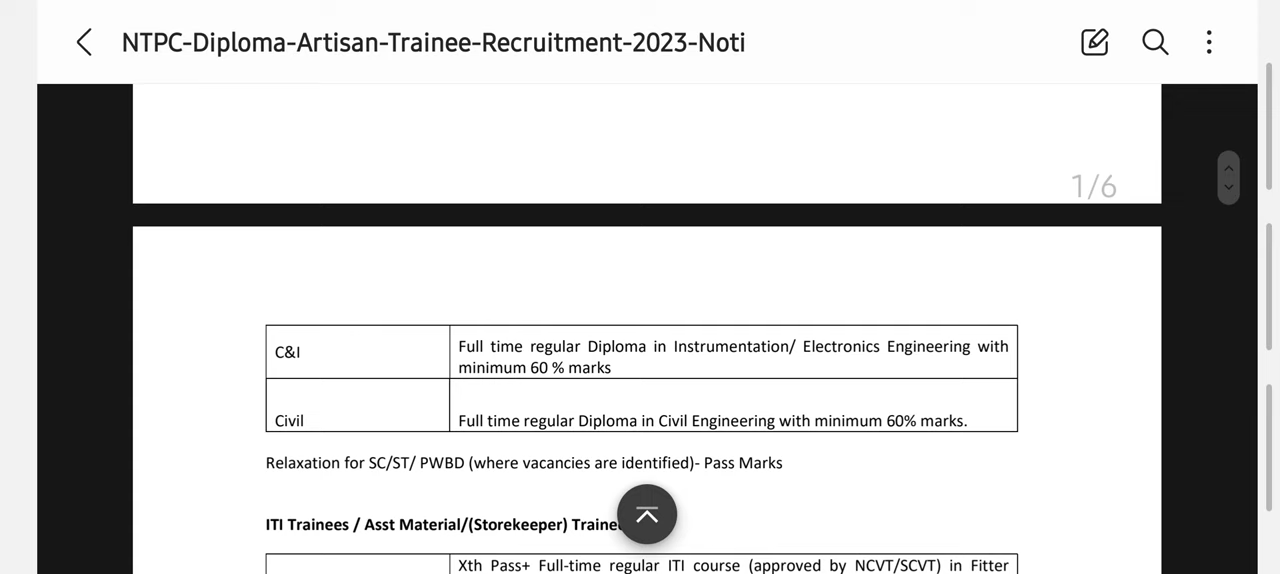 NTPC-Diploma-Artisan-Trainee-Recruitment-2023-Noti
1/6
C&I
Full time regular Diploma in Instrumentation/ Electronics Engineering with
minimum 60 % marks
Civil
Full time regular Diploma in Civil Engineering with minimum 60% marks.
Relaxation for SC/ST/ PWBD (where vacancies are identified)- Pass Marks
ITI Trainees / Asst Material/(Storekeeper)
Xth Pass+ Full-time regular ITI course (approved by NCVT/SCVT) in Fitter